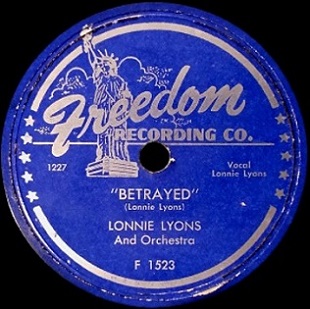 Freedom
RECORDING CO.
1227
Vocal
Lonnie Lyons
"BETRAYED"
(Lonnie Lyons)
LONNIE LYONS
And Orchestra
F 1523